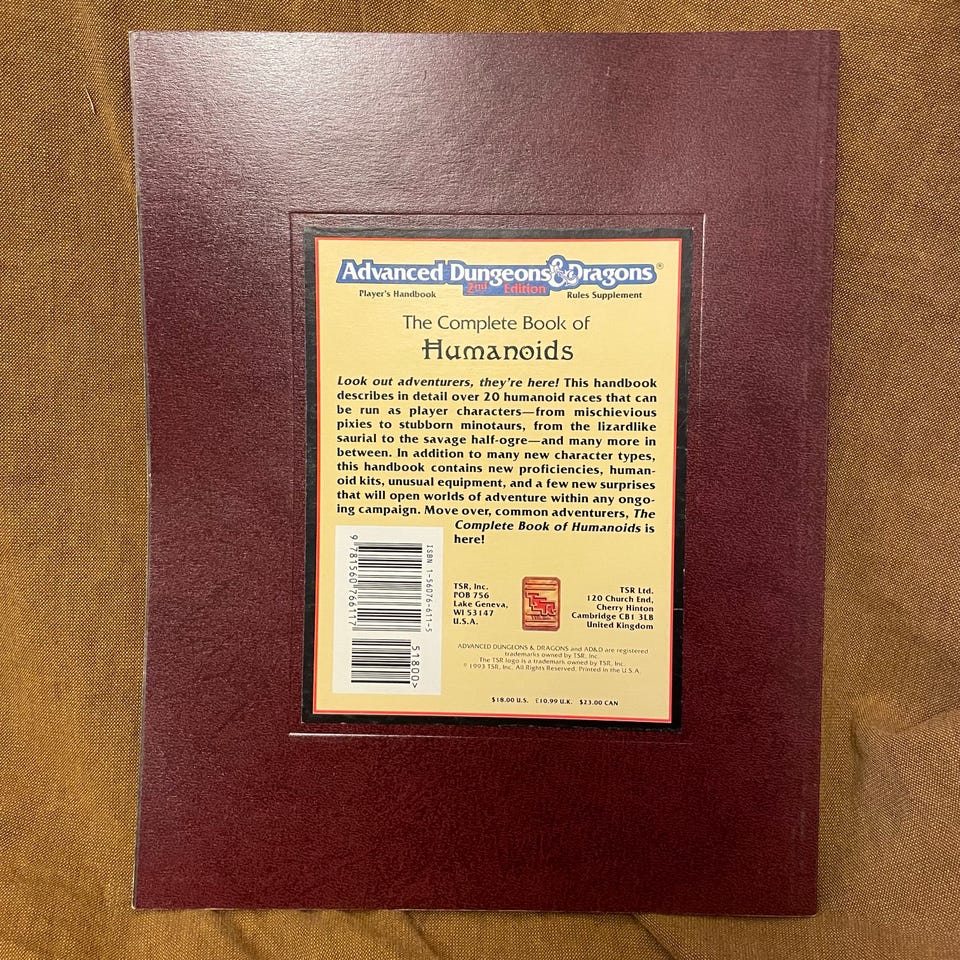 Advanced Dungeons & Dragons®
2nd Edition
Player's Handbook Rules Supplement
The Complete Book of
Humanoids
Look out adventurers, they're here! This handbook
describes in detail over 20 humanoid races that can
be run as player characters—from mischievious
pixies to stubborn minotaurs, from the lizardlike
saurial to the savage half-ogre—and many more in
between. In addition to many new character types,
this handbook contains new proficiencies, human-
oid kits, unusual equipment, and a few new surprises
that will open worlds of adventure within any ongo-
ing campaign. Move over, common adventurers, The
Complete Book of Humanoids is
here!
ISBN 1-56076-611-5
9 781560 766117
51800>
TSR, Inc.
POB 756
Lake Geneva,
WI 53147
U.S.A.
TSR
TSR Ltd.
120 Church End,
Cherry Hinton
Cambridge CB1 3LB
United Kingdom
ADVANCED DUNGEONS & DRAGONS and AD&D are registered
trademarks owned by TSR, Inc.
The TSR logo is a trademark owned by TSR, Inc.
© 1993 TSR, Inc. All Rights Reserved. Printed in the U.S.A.
$18.00 U.S. £10.99 U.K. $23.00 CAN